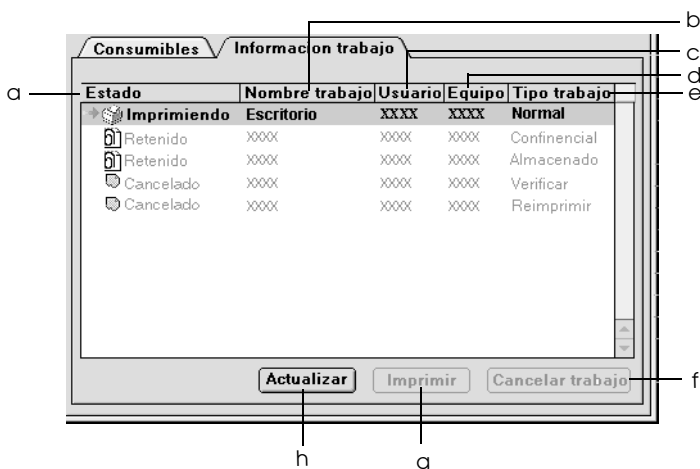 b
Consumibles Informacion trabajo
c
d
a
Estado Nombre trabajo Usuario Equipo Tipo trabajo
e
Imprimiendo Escritorio XXXX XXXX Normal
Retenido XXXX XXXX XXXX Confinencial
Retenido XXXX XXXX XXXX Almacenado
Cancelado XXXX XXXX XXXX Verificar
Cancelado XXXX XXXX XXXX Reimprimir
Actualizar Imprimir Cancelar trabajo
f
h g